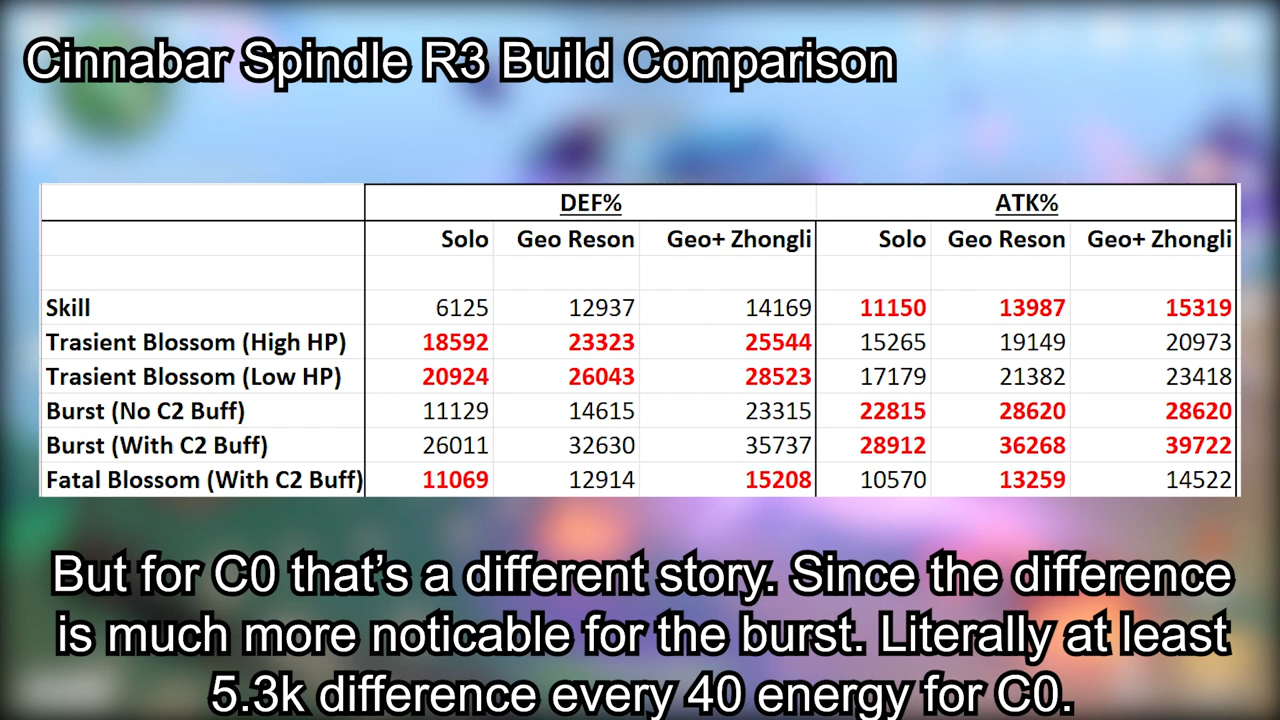 Cinnabar Spindle R3 Build Comparison
DEF% ATK%
Solo Geo Reson Geo+ Zhongli Solo Geo Reson Geo+ Zhongli
Skill 6125 12937 14169 11150 13987 15319
Trasient Blossom (High HP) 18592 23323 25544 15265 19149 20973
Trasient Blossom (Low HP) 20924 26043 28523 17179 21382 23418
Burst (No C2 Buff) 11129 14615 23315 22815 28620 28620
Burst (With C2 Buff) 26011 32630 35737 28912 36268 39722
Fatal Blossom (With C2 Buff) 11069 12914 15208 10570 13259 14522
But for C0 that's a different story. Since the difference
is much more noticable for the burst. Literally at least
5.3k difference every 40 energy for C0.